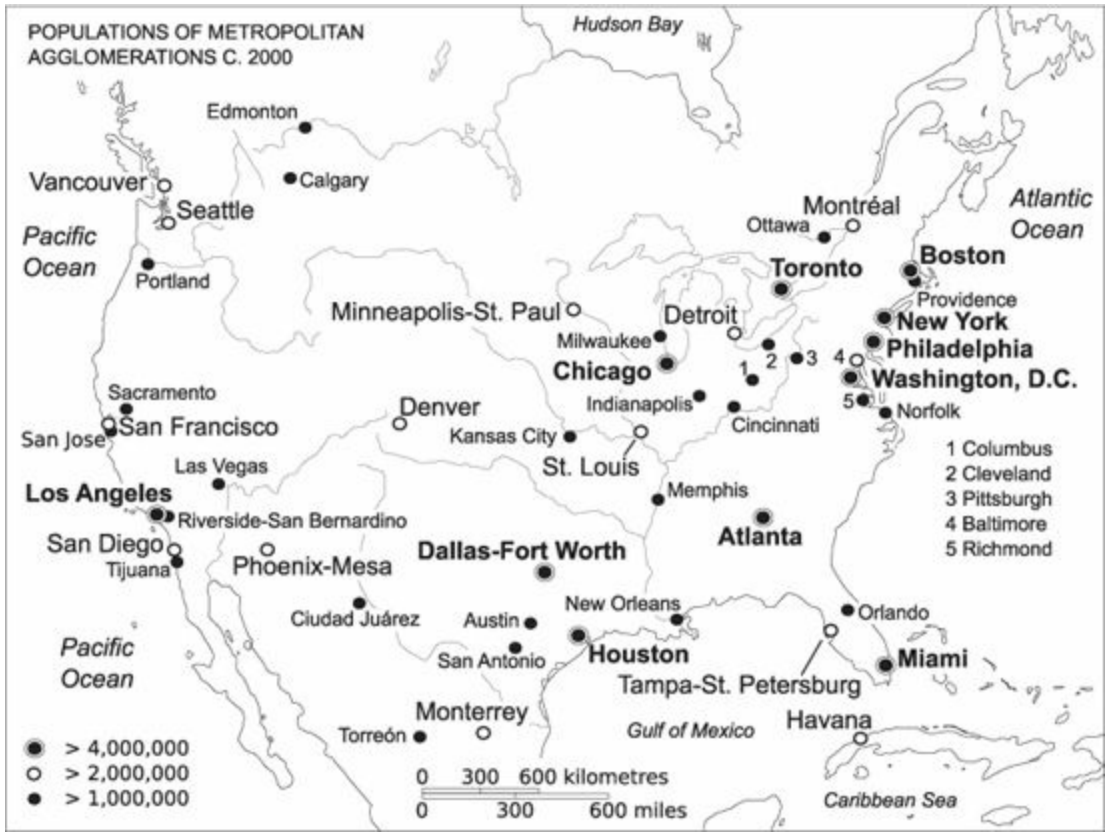 POPULATIONS OF METROPOLITAN
AGGLOMERATIONS C. 2000
Hudson Bay
Edmonton
Calgary
Vancouver
Seattle
Pacific
Ocean
Portland
Atlantic
Ocean
Montréal
Ottawa
Toronto
Boston
Providence
New York
Philadelphia
Washington, D.C.
Minneapolis-St. Paul
Detroit
Milwaukee
Chicago
1
2
3
4
5
Norfolk
Indianapolis
Cincinnati
Sacramento
San Francisco
San Jose
Denver
Kansas City
St. Louis
Las Vegas
Los Angeles
Riverside-San Bernardino
San Diego
Tijuana
Phoenix-Mesa
Memphis
Atlanta
1 Columbus
2 Cleveland
3 Pittsburgh
4 Baltimore
5 Richmond
Dallas-Fort Worth
Ciudad Juárez
Austin
San Antonio
New Orleans
Houston
Orlando
Miami
Tampa-St. Petersburg
Pacific
Ocean
Monterrey
Torreón
Gulf of Mexico
Havana
Caribbean Sea
> 4,000,000
> 2,000,000
> 1,000,000
0 300 600 kilometres
0 300 600 miles